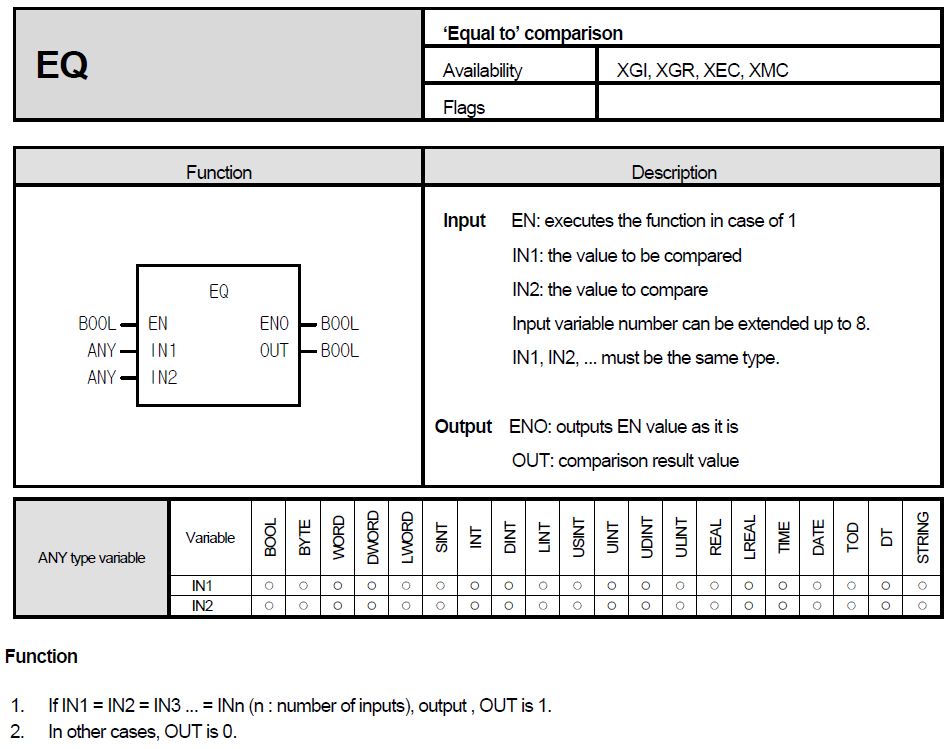 EQ
‘Equal to’ comparison
Availability XGI, XGR, XEC, XMC
Flags
Function
Description
EQ
BOOL EN ENO BOOL
ANY IN1 OUT BOOL
ANY IN2
Input EN: executes the function in case of 1
IN1: the value to be compared
IN2: the value to compare
Input variable number can be extended up to 8.
IN1, IN2, ... must be the same type.
Output ENO: outputs EN value as it is
OUT: comparison result value
ANY type variable
Variable BOOL BYTE WORD DWORD LWORD SINT INT DINT LINT USINT UINT UDINT ULINT REAL LREAL TIME DATE TOD DT STRING
IN1 ○ ○ ○ ○ ○ ○ ○ ○ ○ ○ ○ ○ ○ ○ ○ ○ ○ ○ ○ ○
IN2 ○ ○ ○ ○ ○ ○ ○ ○ ○ ○ ○ ○ ○ ○ ○ ○ ○ ○ ○ ○
Function
1. If IN1 = IN2 = IN3 ... = INn (n : number of inputs), output , OUT is 1.
2. In other cases, OUT is 0.